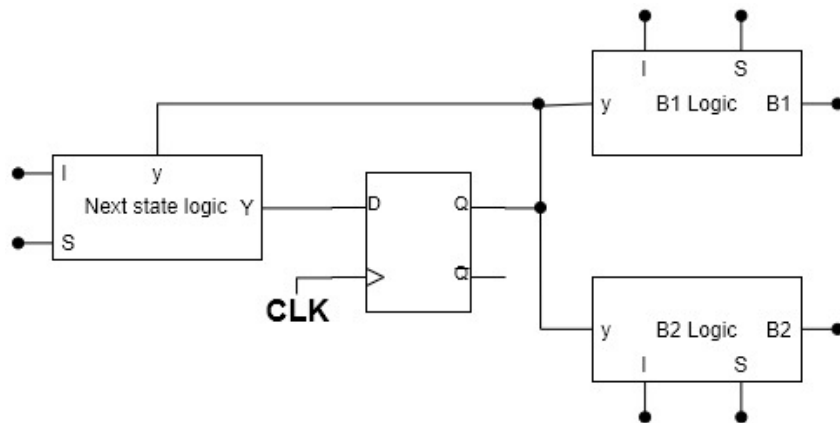 I S
y B1 Logic B1
I y
Next state logic Y
S
D Q
Q̅
CLK
y B2 Logic B2
I S